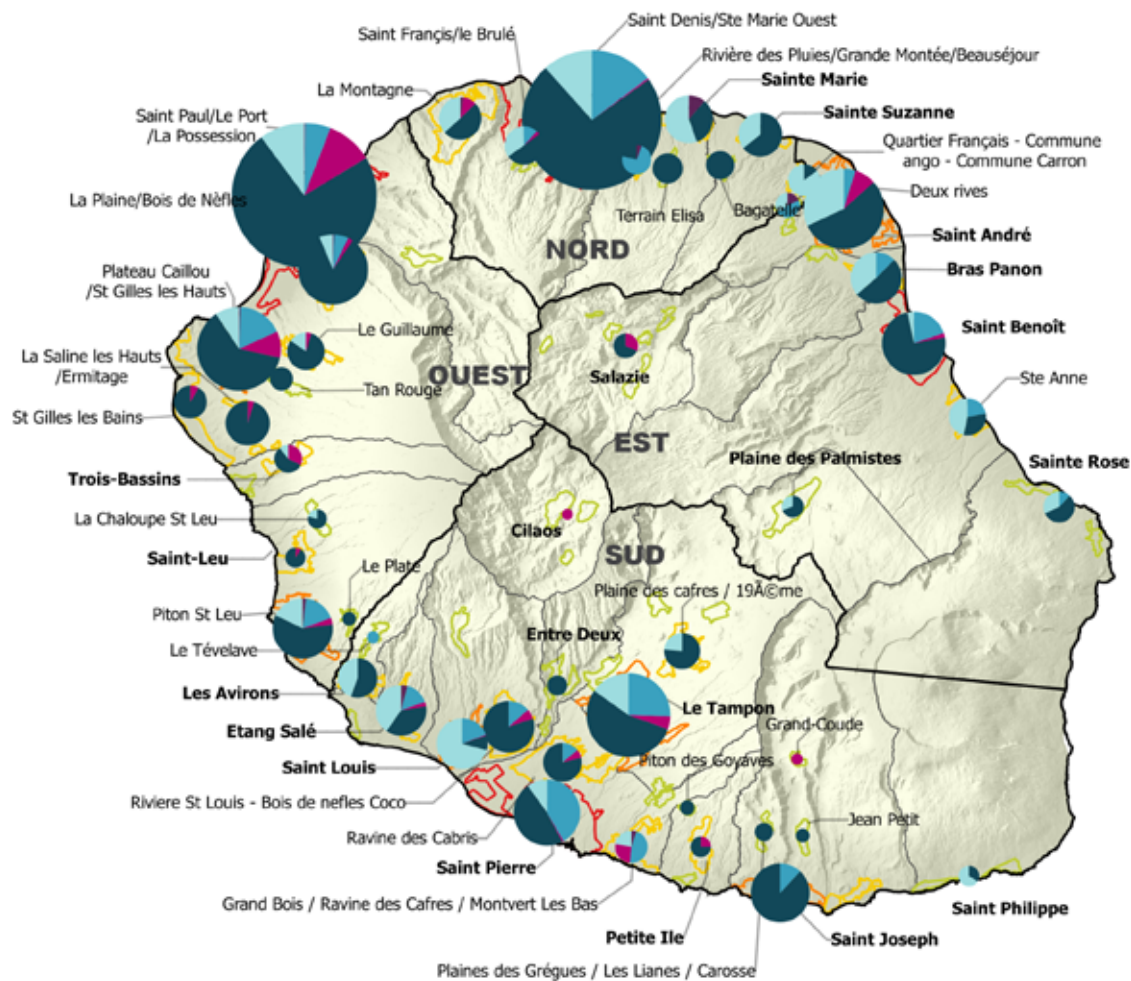 Saint Denis/Ste Marie Ouest
Saint Françis/le Brulé
Rivière des Pluies/Grande Montée/Beauséjour
Sainte Marie
La Montagne
Sainte Suzanne
Saint Paul/Le Port
/La Possession
Quartier Français - Commune
ango - Commune Carron
Deux rives
La Plaine/Bois de Nèfles
Terrain Elisa
Bagatelle
Saint André
NORD
Bras Panon
Plateau Caillou
/St Gilles les Hauts
Saint Benoît
Le Guillaume
La Saline les Hauts
/Ermitage
OUEST
Salazie
Ste Anne
Tan Rouge
St Gilles les Bains
EST
Plaine des Palmistes
Sainte Rose
Trois-Bassins
La Chaloupe St Leu
Cilaos
Saint-Leu
SUD
Le Plate
Plaine des cafres / 19Ã©me
Piton St Leu
Entre Deux
Le Tévelave
Les Avirons
Le Tampon
Grand-Coude
Etang Salé
Piton des Goyaves
Saint Louis
Riviere St Louis - Bois de nefles Coco
Jean Petit
Ravine des Cabris
Saint Pierre
Grand Bois / Ravine des Cafres / Montvert Les Bas
Saint Philippe
Petite Ile
Saint Joseph
Plaines des Grégues / Les Lianes / Carosse